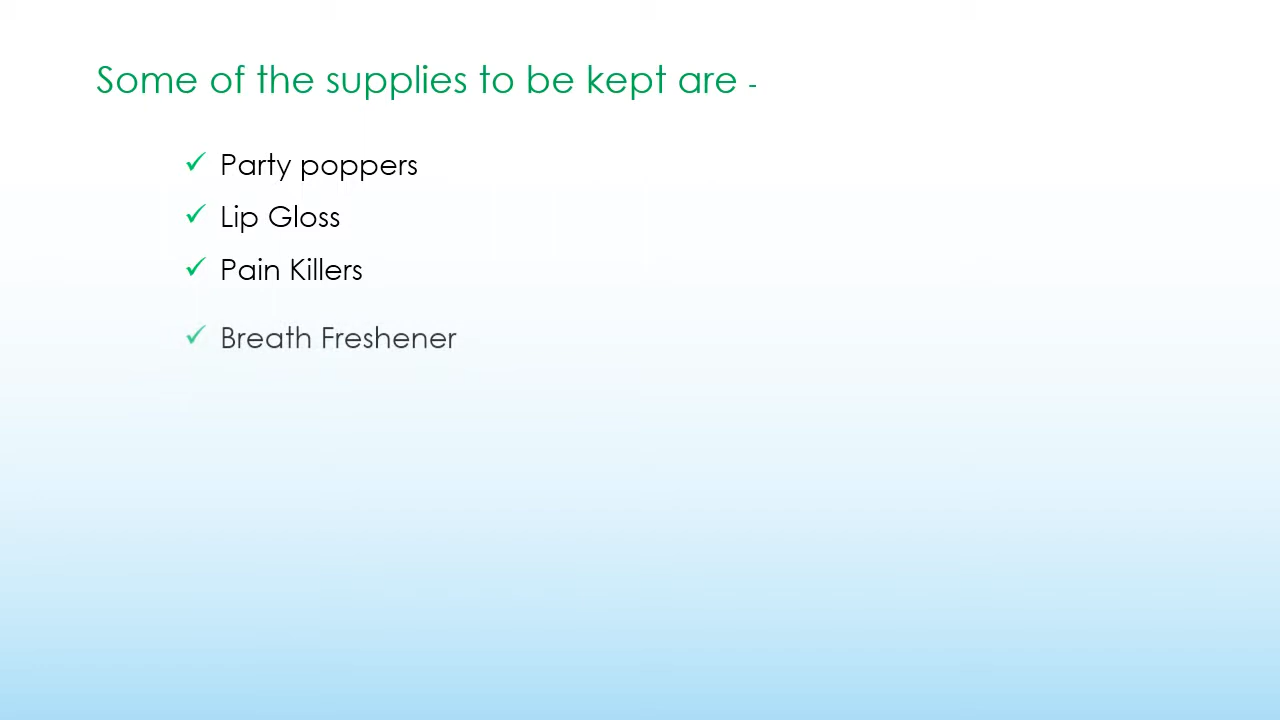 Some of the supplies to be kept are -
✓ Party poppers
✓ Lip Gloss
✓ Pain Killers
✓ Breath Freshener